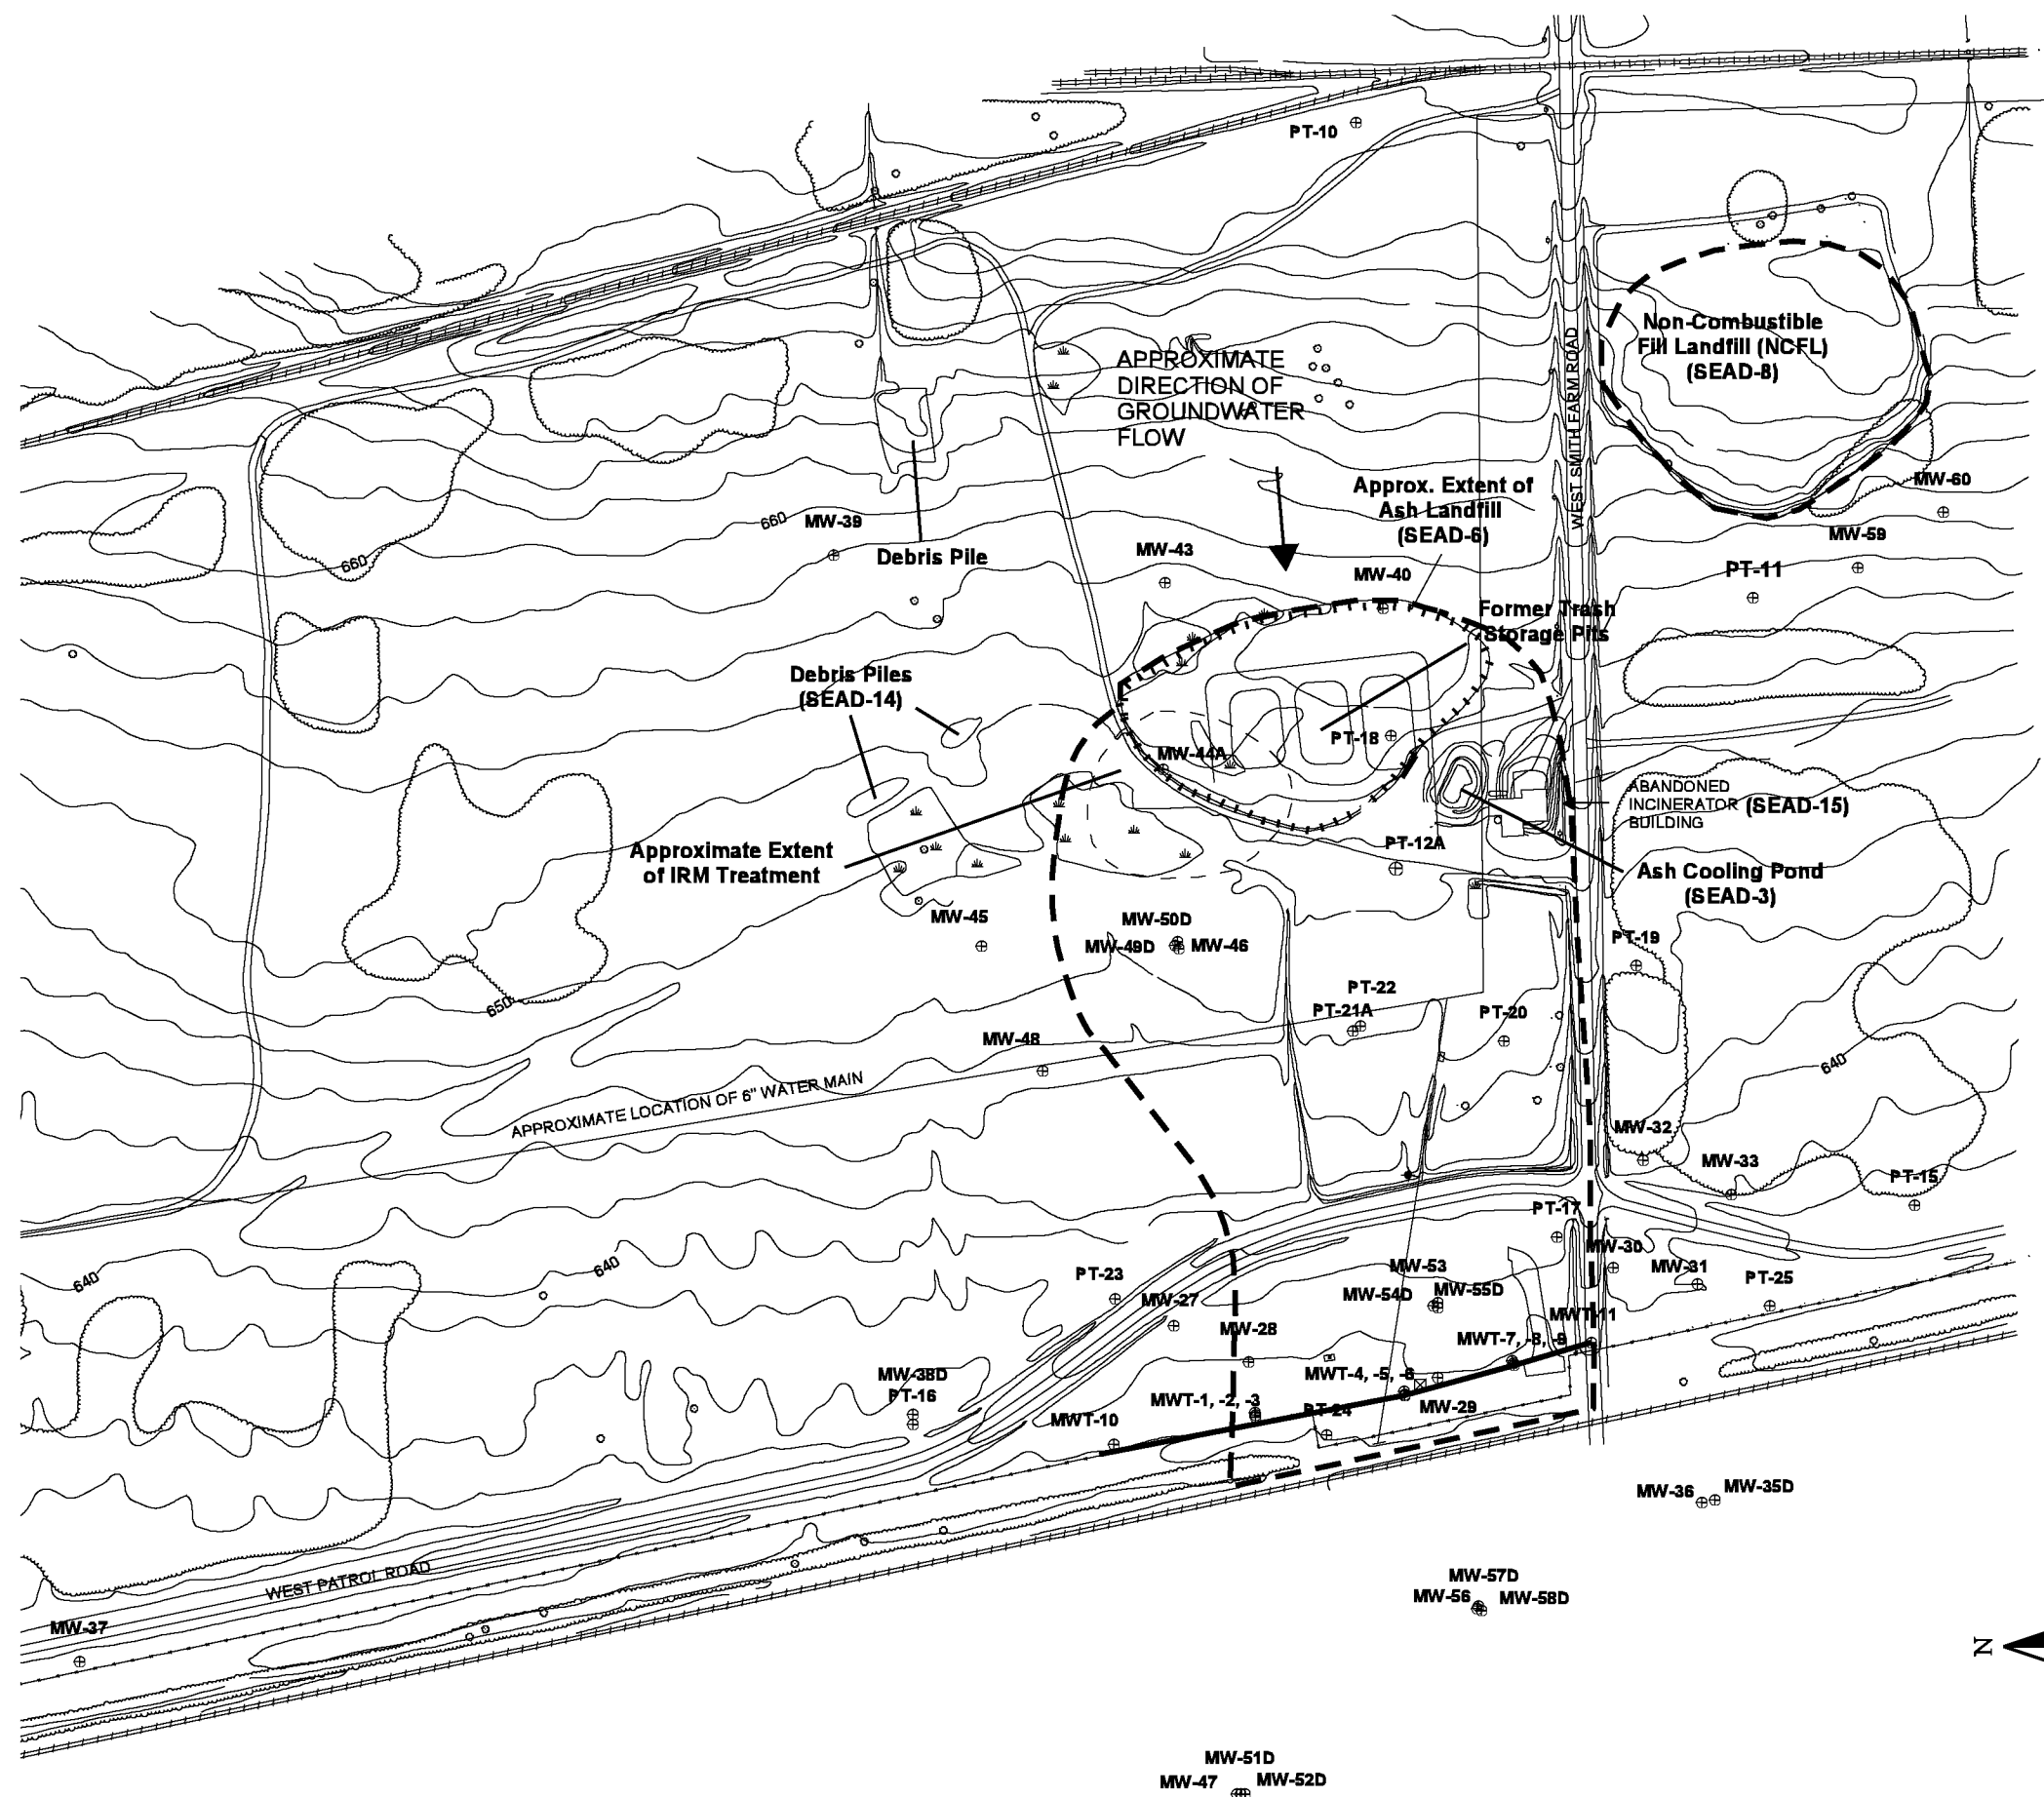 PT-10
WEST SMITH FARM ROAD
Non-Combustible
Fill Landfill (NCFL)
(SEAD-8)
APPROXIMATE
DIRECTION OF
GROUNDWATER
FLOW
MW-60
Approx. Extent of
Ash Landfill
(SEAD-6)
660
MW-39
660
Debris Pile
MW-43
MW-40
MW-59
PT-11
Former Trash
Storage Pits
Debris Piles
(SEAD-14)
PT-18
MW-44A
ABANDONED
INCINERATOR (SEAD-15)
BUILDING
Approximate Extent
of IRM Treatment
PT-12A
Ash Cooling Pond
(SEAD-3)
MW-45
MW-50D
MW-49D
MW-46
PT-19
650
PT-22
PT-21A
PT-20
MW-48
640
APPROXIMATE LOCATION OF 6" WATER MAIN
MW-32
MW-33
PT-15
PT-17
640
640
MW-30
MW-31
PT-25
PT-23
MW-53
MW-54D
MW-55D
MW-27
MW-28
MWT-11
MWT-7, -8, -9
MW-38D
PT-16
MWT-4, -5, -6
MWT-1, -2, -3
MW-29
PT-24
MWT-10
MW-36
MW-35D
WEST PATROL ROAD
MW-57D
MW-56
MW-58D
MW-37
N
MW-51D
MW-47
MW-52D